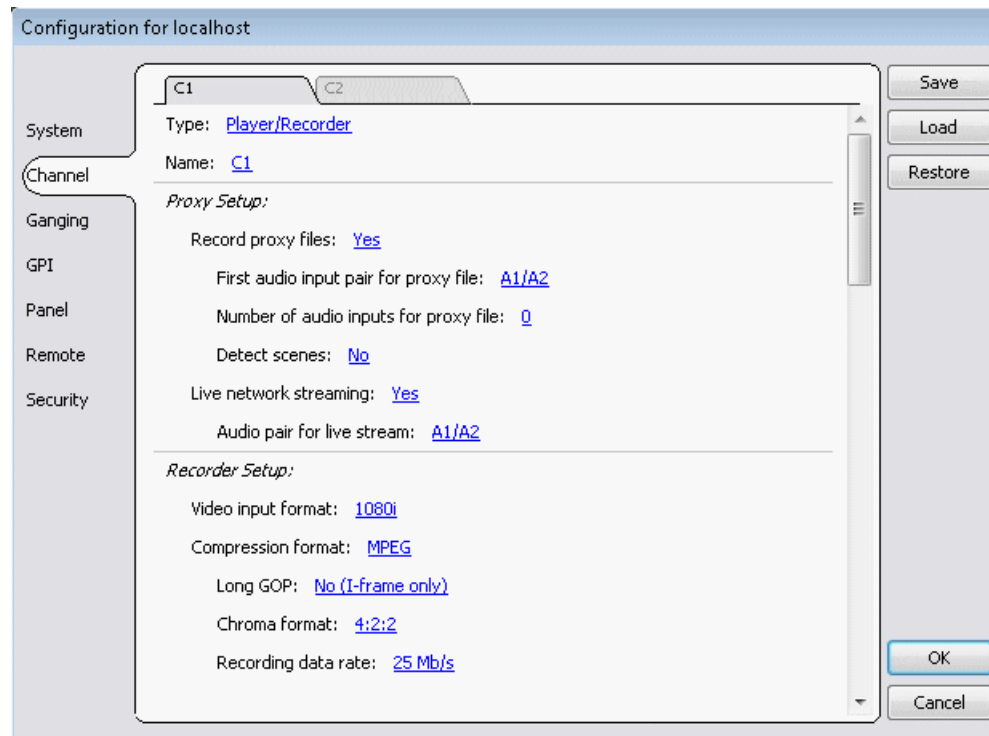 Configuration for localhost
C1
C2
Save
Load
Restore
System
Channel
Ganging
GPI
Panel
Remote
Security
Type: Player/Recorder
Name: C1
Proxy Setup:
Record proxy files: Yes
First audio input pair for proxy file: A1/A2
Number of audio inputs for proxy file: 0
Detect scenes: No
Live network streaming: Yes
Audio pair for live stream: A1/A2
Recorder Setup:
Video input format: 1080i
Compression format: MPEG
Long GOP: No (I-frame only)
Chroma format: 4:2:2
Recording data rate: 25 Mb/s
OK
Cancel